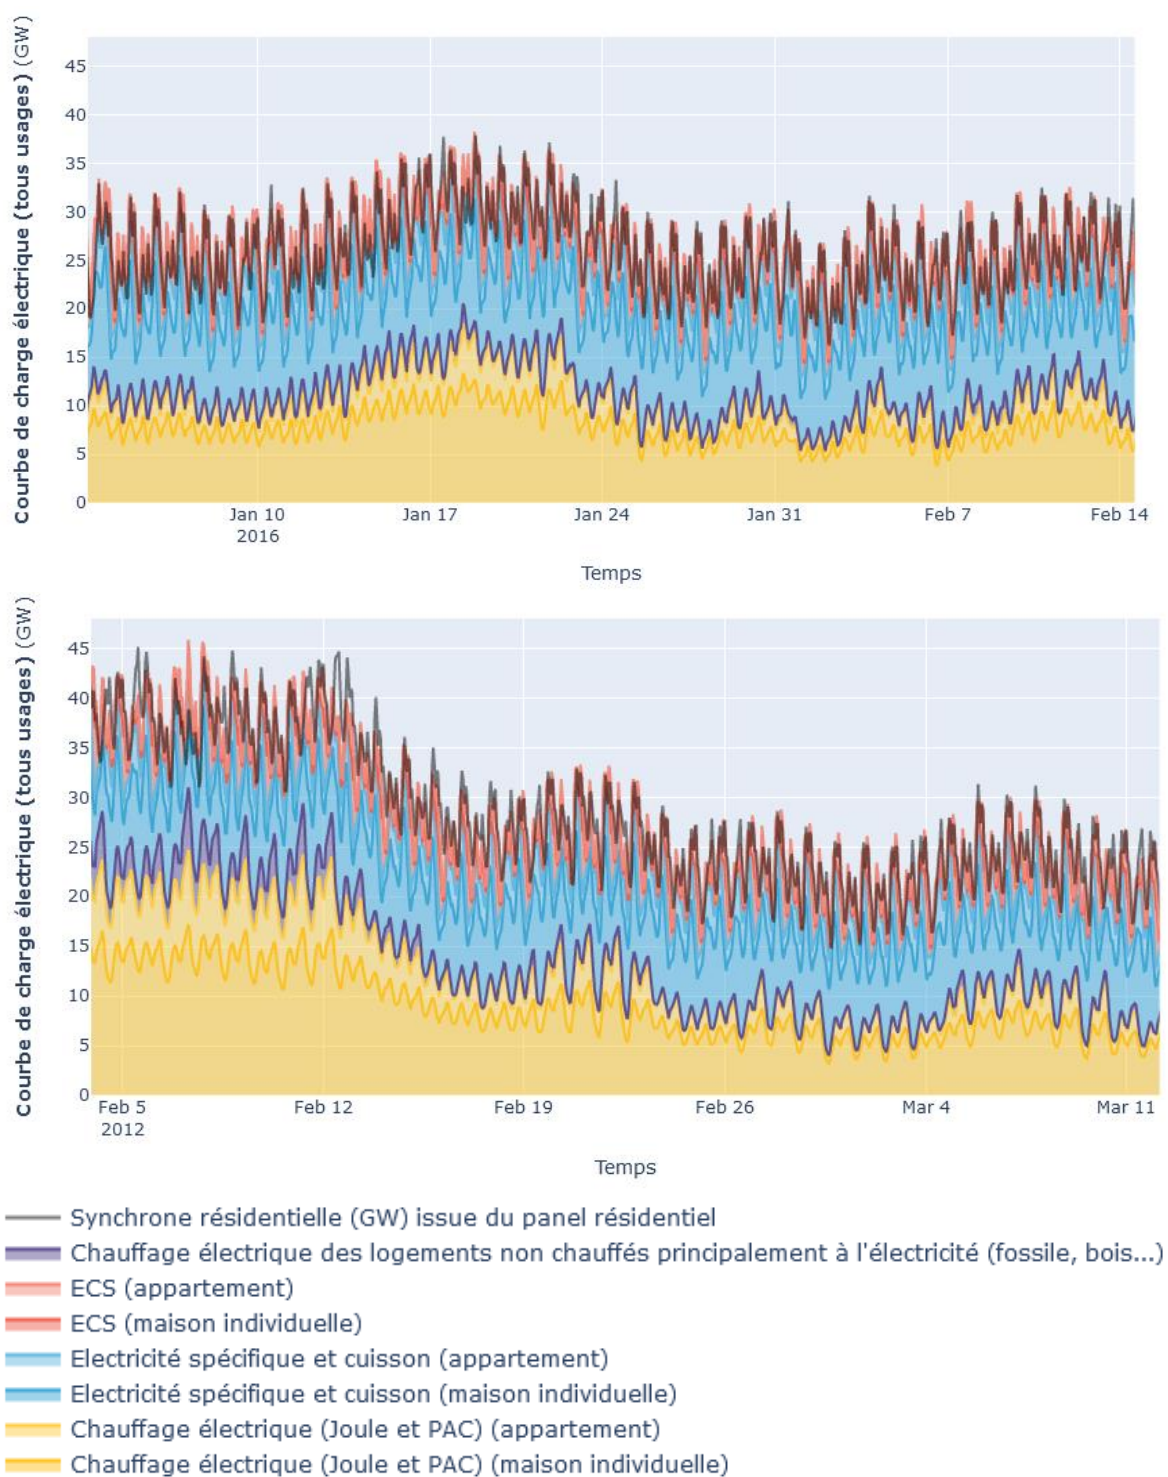 Courbe de charge électrique (tous usages) (GW)
45
40
35
30
25
20
15
10
5
0
Jan 10
2016
Jan 17
Jan 24
Jan 31
Feb 7
Feb 14
Temps
Courbe de charge électrique (tous usages) (GW)
45
40
35
30
25
20
15
10
5
0
Feb 5
2012
Feb 12
Feb 19
Feb 26
Mar 4
Mar 11
Temps
Synchrone résidentielle (GW) issue du panel résidentiel
Chauffage électrique des logements non chauffés principalement à l'électricité (fossile, bois...)
ECS (appartement)
ECS (maison individuelle)
Electricité spécifique et cuisson (appartement)
Electricité spécifique et cuisson (maison individuelle)
Chauffage électrique (Joule et PAC) (appartement)
Chauffage électrique (Joule et PAC) (maison individuelle)